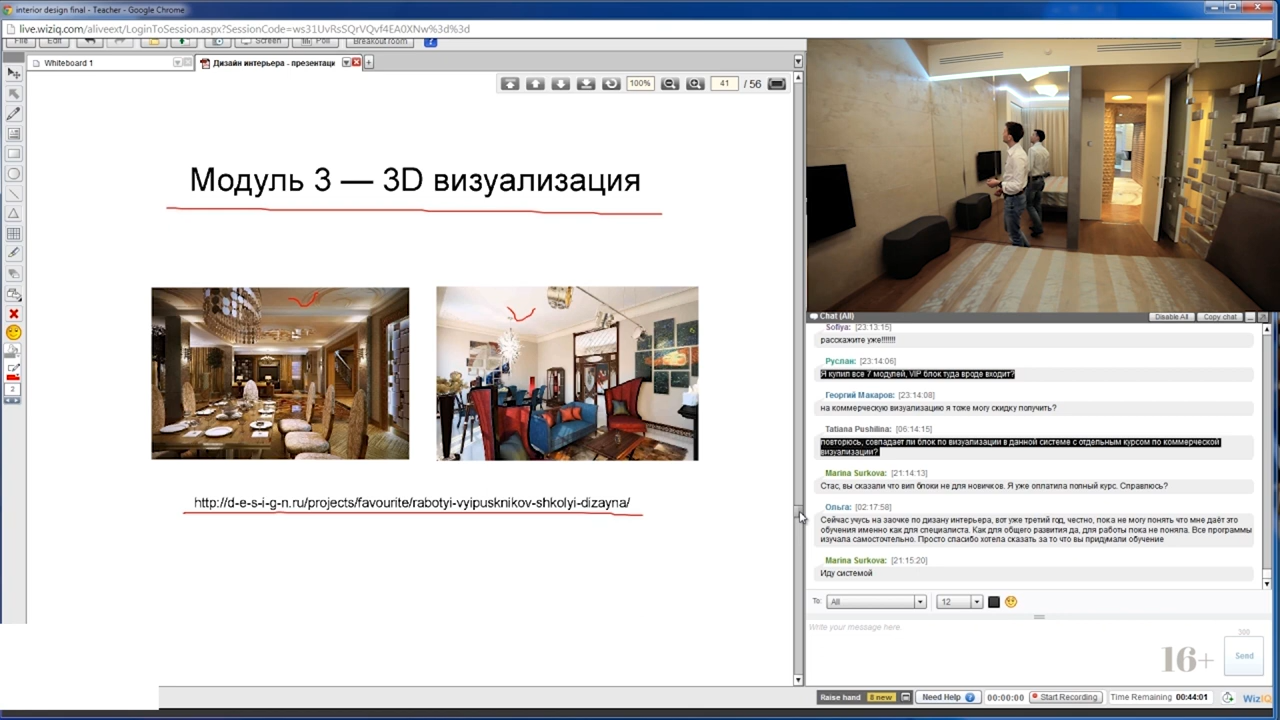 interior design final - Teacher - Google Chrome
live.wiziq.com/aliveext/LoginToSession.aspx?SessionCode=ws31UvRsSQrVQvf4EA0XNw%3d%3d
File Edit Screen Poll Breakout room ?
Whiteboard 1 Дизайн интерьера - презентаци
100% 41 / 56
Модуль 3 — 3D визуализация
http://d-e-s-i-g-n.ru/projects/favourite/rabotyi-vyipusknikov-shkolyi-dizayna/
2
Chat (All) Disable All Copy chat
Sofiya: [23:13:15]
расскажите уже!!!!!!!
Руслан: [23:14:06]
Я купил все 7 модулей, VIP блок туда вроде входит?
Георгий Макаров: [23:14:08]
на коммерческую визуализацию я тоже могу скидку получить?
Tatiana Pushilina: [06:14:15]
повторюсь, совпадает ли блок по визуализации в данной системе с отдельным курсом по коммерческой
визуализации?
Marina Surkova: [21:14:13]
Стас, вы сказали что вип блоки не для новичков. Я уже оплатила полный курс. Справлюсь?
Ольга: [02:17:58]
Сейчас учусь на заочке по дизану интерьера, вот уже третий год, честно, пока не могу понять что мне даёт это
обучения именно как для специалиста. Как для общего развития да, для работы пока не поняла. Все программы
изучала самосточтельно. Просто спасибо хотела сказать за то что вы придумали обучение
Marina Surkova: [21:15:20]
Иду системой
To: All 12
Write your message here.
300
16+ Send
Raise hand 8 new Need Help ? 00:00:00 Start Recording Time Remaining 00:44:01 WizIQ